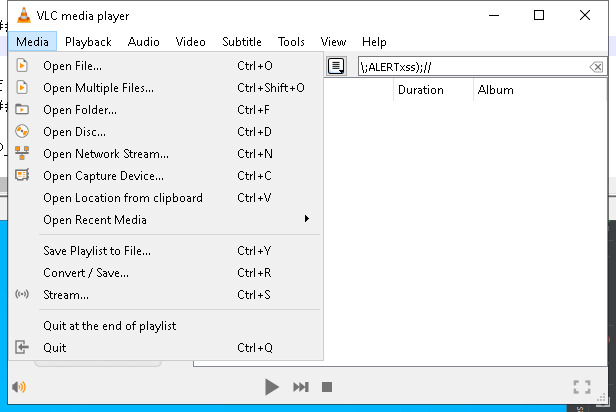 VLC media player
Media Playback Audio Video Subtitle Tools View Help
\;ALERTxss);//
Duration Album
Open File... Ctrl+O
Open Multiple Files... Ctrl+Shift+O
Open Folder... Ctrl+F
Open Disc... Ctrl+D
Open Network Stream... Ctrl+N
Open Capture Device... Ctrl+C
Open Location from clipboard Ctrl+V
Open Recent Media
Save Playlist to File... Ctrl+Y
Convert / Save... Ctrl+R
Stream... Ctrl+S
Quit at the end of playlist
Quit Ctrl+Q